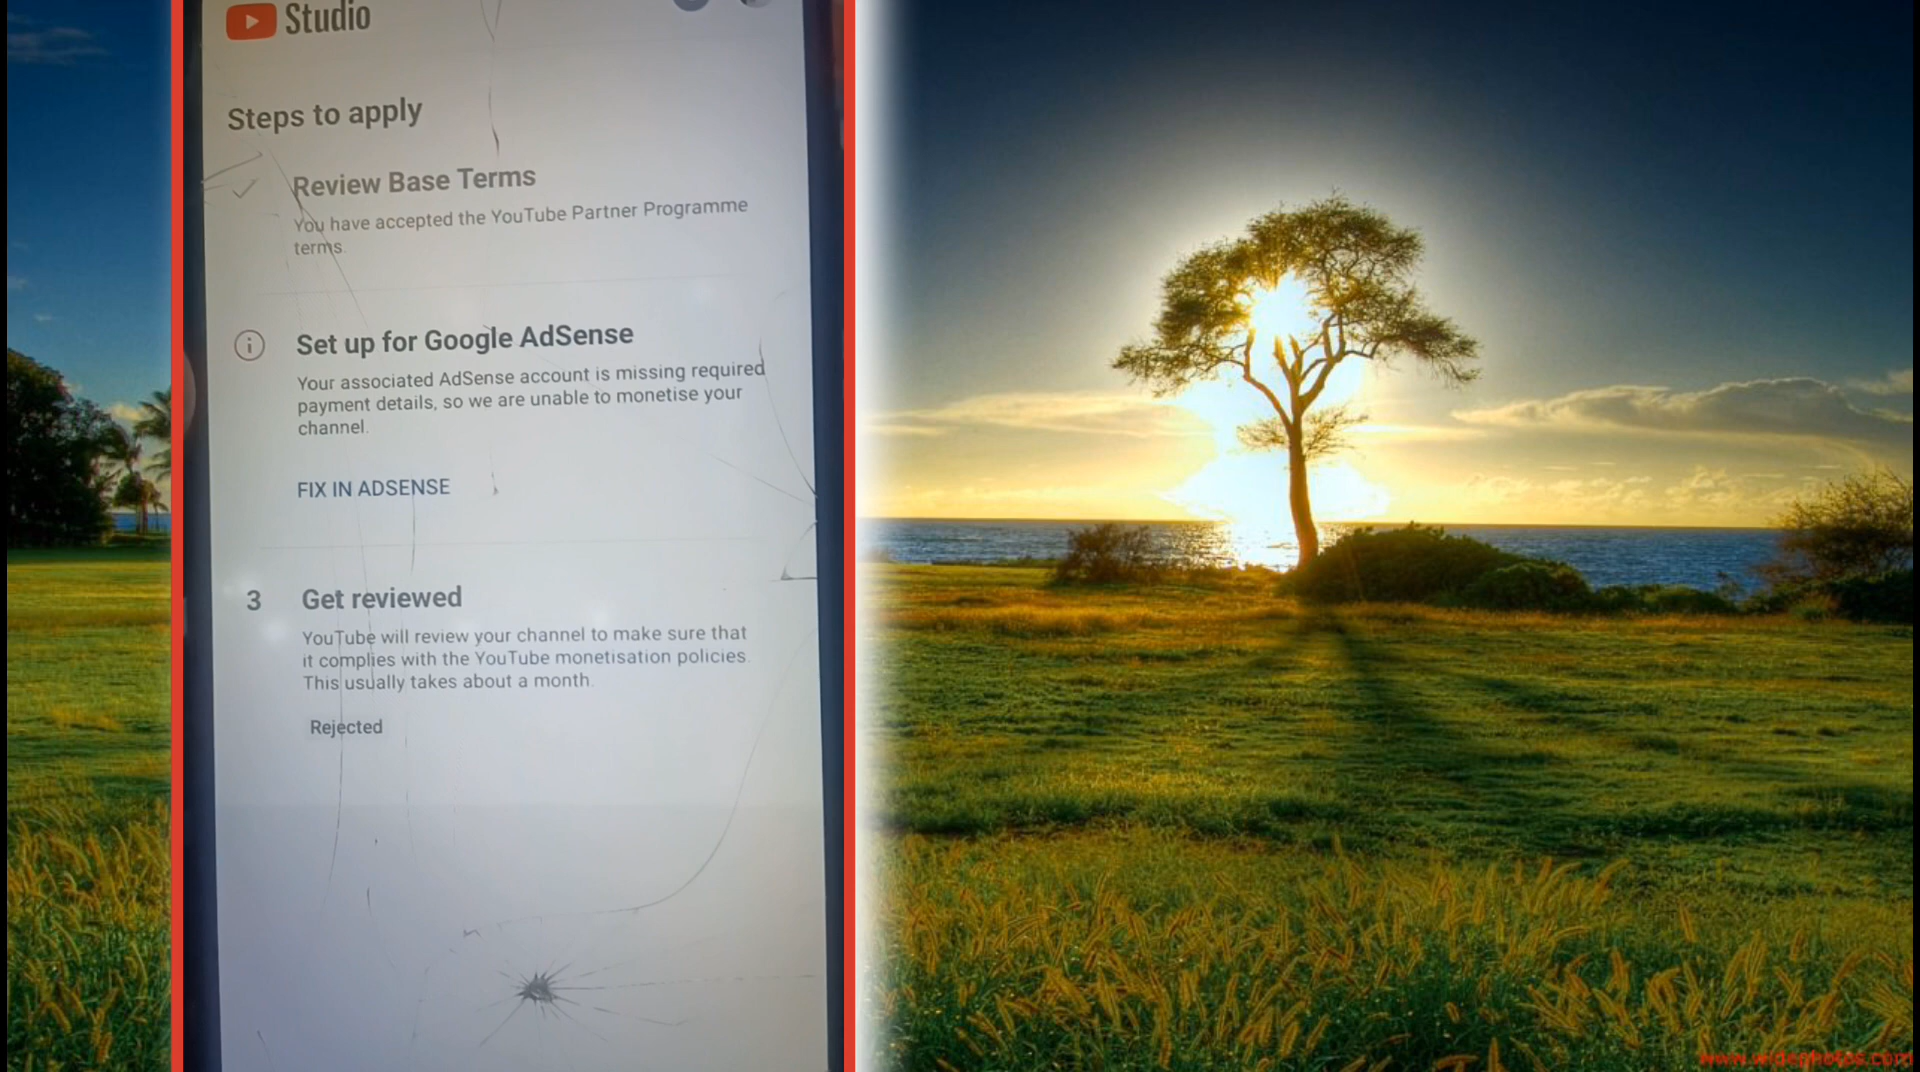 Studio
Steps to apply
Review Base Terms
You have accepted the YouTube Partner Programme
terms.
Set up for Google AdSense
Your associated AdSense account is missing required
payment details, so we are unable to monetise your
channel.
FIX IN ADSENSE
3 Get reviewed
YouTube will review your channel to make sure that
it complies with the YouTube monetisation policies.
This usually takes about a month.
Rejected
www.widephotos.com